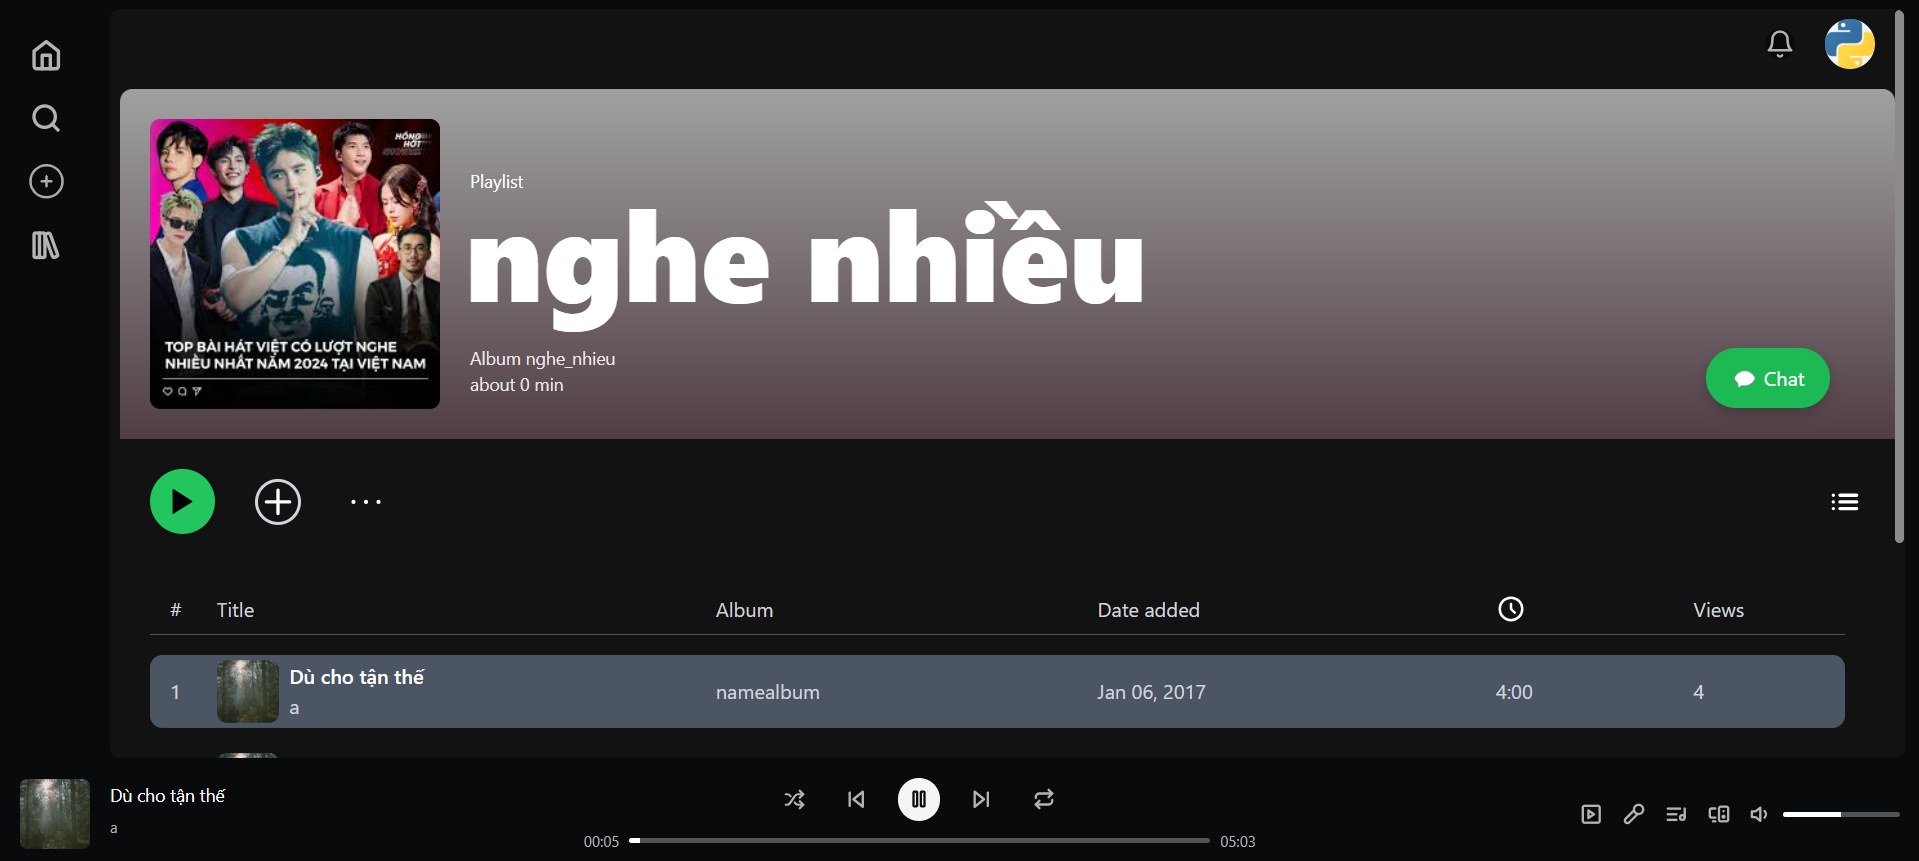 HÓNG
HỚT
TOP BÀI HÁT VIỆT CÓ LƯỢT NGHE
NHIỀU NHẤT NĂM 2024 TẠI VIỆT NAM
Playlist
nghe nhiều
Album nghe_nhieu
about 0 min
Chat
# Title Album Date added Views
1 Dù cho tận thế namealbum Jan 06, 2017 4:00 4
a
Dù cho tận thế
a
00:05 05:03